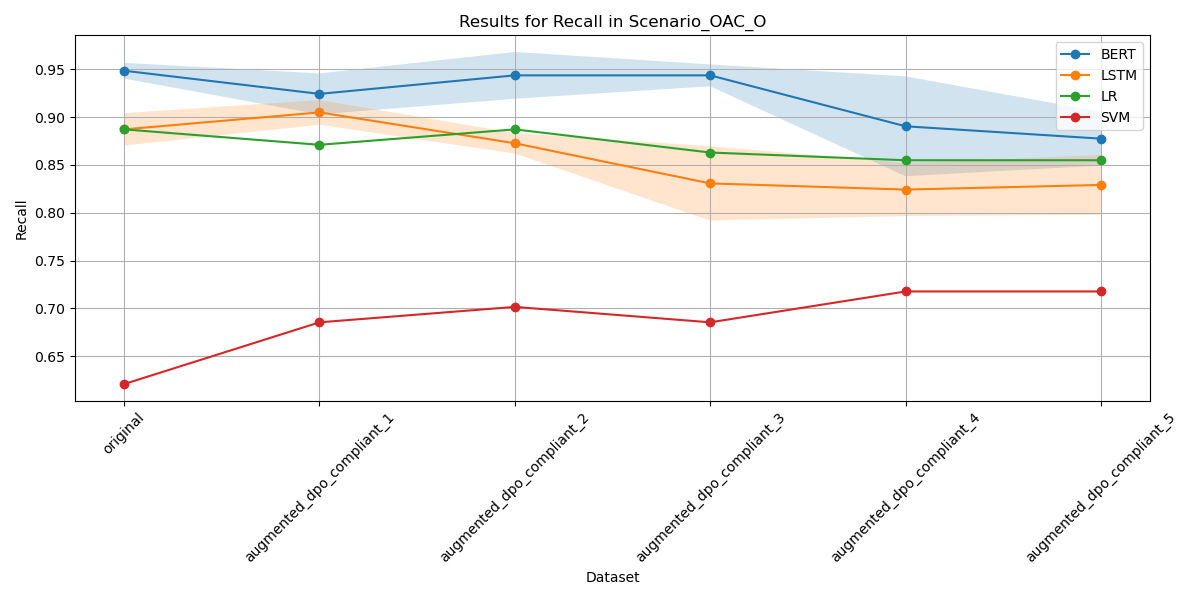 Results for Recall in Scenario_OAC_O
BERT
LSTM
LR
SVM
Recall
0.95
0.90
0.85
0.80
0.75
0.70
0.65
original
augmented_dpo_compliant_1
augmented_dpo_compliant_2
augmented_dpo_compliant_3
augmented_dpo_compliant_4
augmented_dpo_compliant_5
Dataset